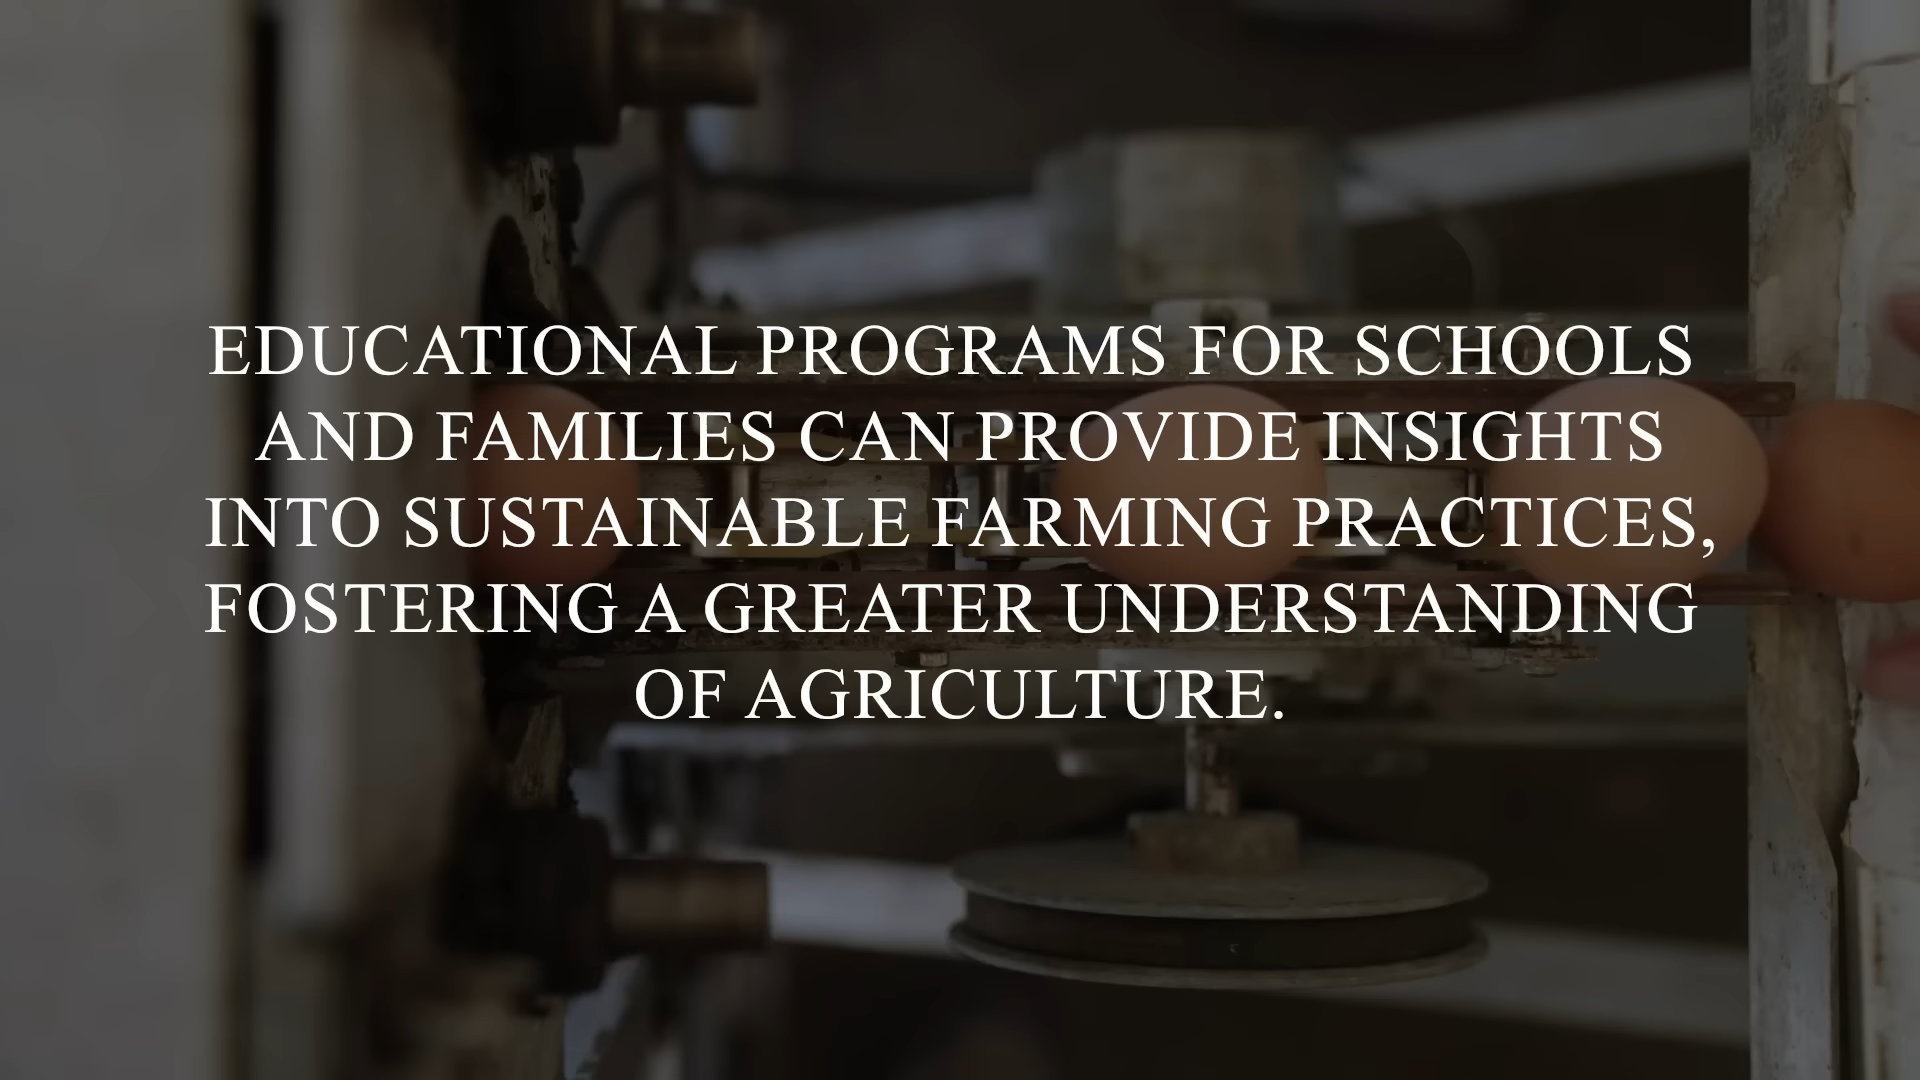 EDUCATIONAL PROGRAMS FOR SCHOOLS
AND FAMILIES CAN PROVIDE INSIGHTS
INTO SUSTAINABLE FARMING PRACTICES,
FOSTERING A GREATER UNDERSTANDING
OF AGRICULTURE.